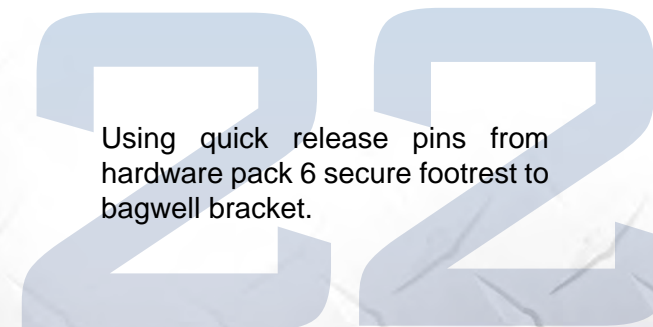 22
Using quick release pins from
hardware pack 6 secure footrest to
bagwell bracket.